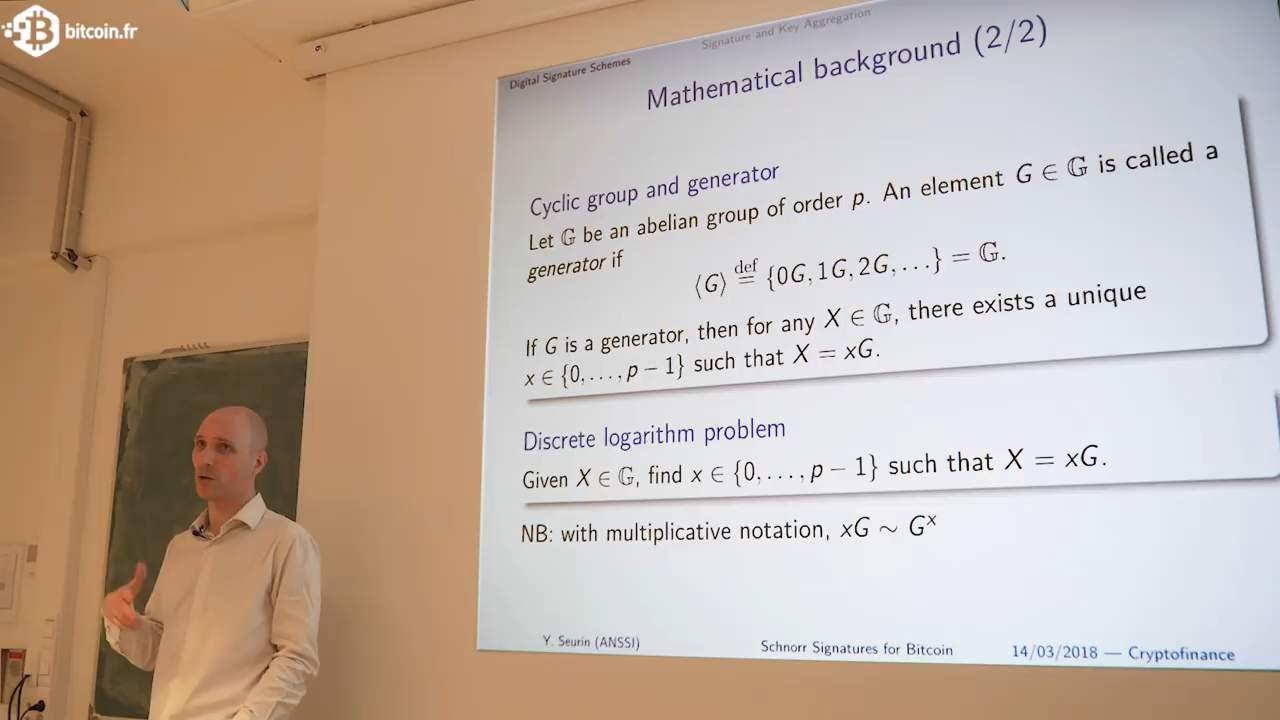 bitcoin.fr
Digital Signature Schemes
Signature and Key Aggregation
Mathematical background (2/2)
Cyclic group and generator
Let 𝔾 be an abelian group of order p. An element G ∈ 𝔾 is called a
generator if
⟨G⟩ def= {0G, 1G, 2G, ...} = 𝔾.
If G is a generator, then for any X ∈ 𝔾, there exists a unique
x ∈ {0, ..., p − 1} such that X = xG.
Discrete logarithm problem
Given X ∈ 𝔾, find x ∈ {0, ..., p − 1} such that X = xG.
NB: with multiplicative notation, xG ∼ Gˣ
Y. Seurin (ANSSI)
Schnorr Signatures for Bitcoin
14/03/2018 — Cryptofinance